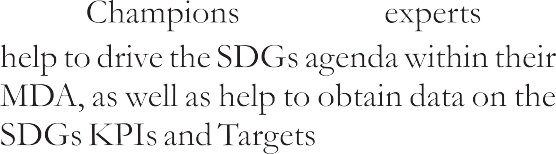 Champions experts
help to drive the SDGs agenda within their
MDA, as well as help to obtain data on the
SDGs KPIs and Targets